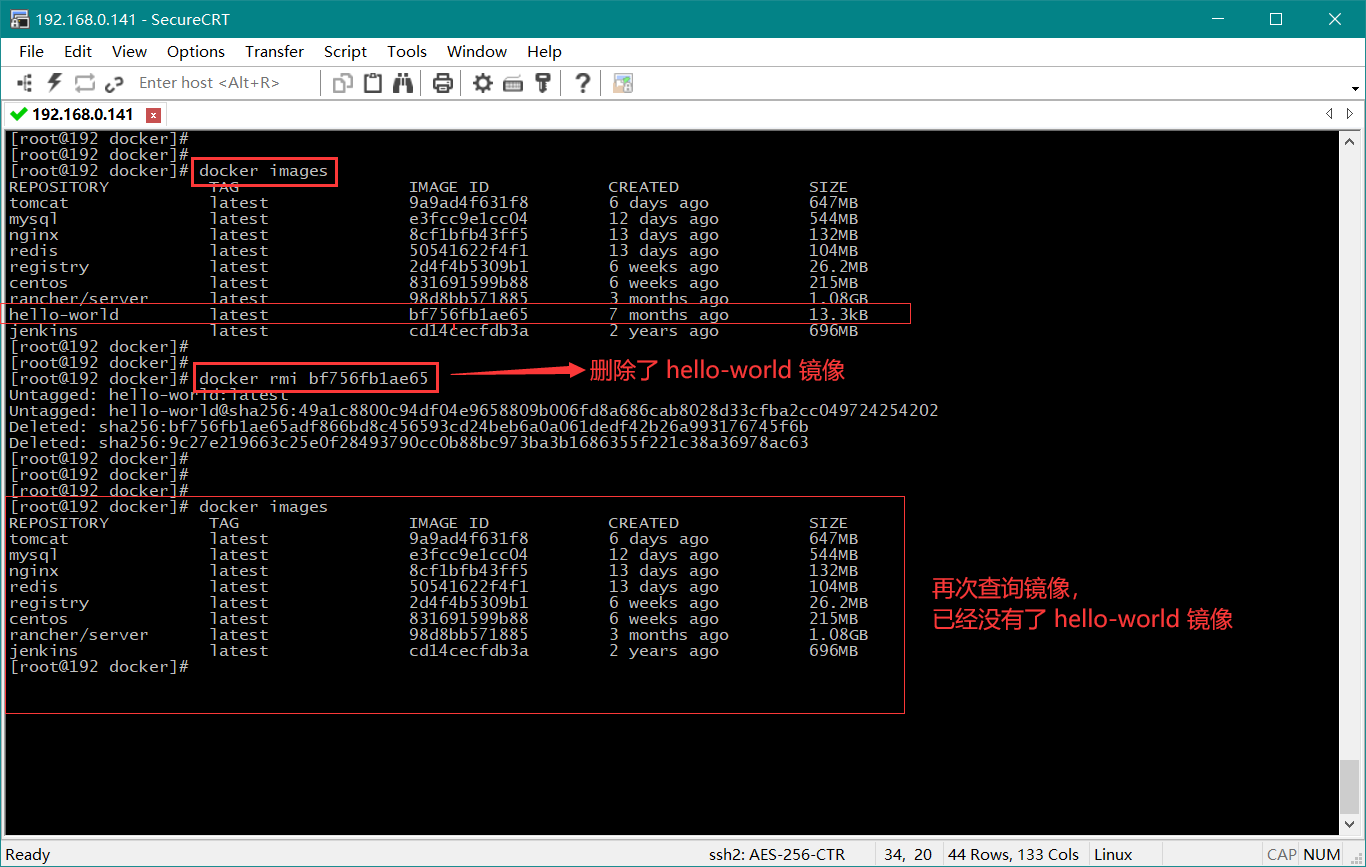 192.168.0.141 - SecureCRT
File Edit View Options Transfer Script Tools Window Help
Enter host <Alt+R>
192.168.0.141
[root@192 docker]#
[root@192 docker]#
[root@192 docker]# docker images
REPOSITORY TAG IMAGE ID CREATED SIZE
tomcat latest 9a9ad4f631f8 6 days ago 647MB
mysql latest e3fcc9e1cc04 12 days ago 544MB
nginx latest 8cf1bfb43ff5 13 days ago 132MB
redis latest 50541622f4f1 13 days ago 104MB
registry latest 2d4f4b5309b1 6 weeks ago 26.2MB
centos latest 831691599b88 6 weeks ago 215MB
rancher/server latest 98d8bb571885 3 months ago 1.08GB
hello-world latest bf756fb1ae65 7 months ago 13.3kB
jenkins latest cd14cecfdb3a 2 years ago 696MB
[root@192 docker]#
[root@192 docker]#
[root@192 docker]# docker rmi bf756fb1ae65
删除了 hello-world 镜像
Untagged: hello-world:latest
Untagged: hello-world@sha256:49a1c8800c94df04e9658809b006fd8a686cab8028d33cfba2cc049724254202
Deleted: sha256:bf756fb1ae65adf866bd8c456593cd24beb6a0a061dedf42b26a993176745f6b
Deleted: sha256:9c27e219663c25e0f28493790cc0b88bc973ba3b1686355f221c38a36978ac63
[root@192 docker]#
[root@192 docker]#
[root@192 docker]#
[root@192 docker]# docker images
REPOSITORY TAG IMAGE ID CREATED SIZE
tomcat latest 9a9ad4f631f8 6 days ago 647MB
mysql latest e3fcc9e1cc04 12 days ago 544MB
nginx latest 8cf1bfb43ff5 13 days ago 132MB
redis latest 50541622f4f1 13 days ago 104MB
registry latest 2d4f4b5309b1 6 weeks ago 26.2MB
centos latest 831691599b88 6 weeks ago 215MB
rancher/server latest 98d8bb571885 3 months ago 1.08GB
jenkins latest cd14cecfdb3a 2 years ago 696MB
[root@192 docker]#
再次查询镜像，
已经没有了 hello-world 镜像
Ready ssh2: AES-256-CTR 34, 20 44 Rows, 133 Cols Linux CAP NUM